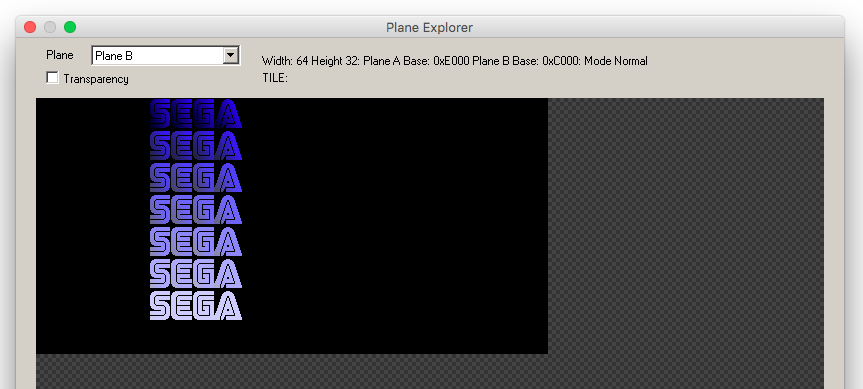 Plane Explorer
Plane Plane B Width: 64 Height 32: Plane A Base: 0xE000 Plane B Base: 0xC000: Mode Normal
Transparency TILE:
SEGA
SEGA
SEGA
SEGA
SEGA
SEGA
SEGA